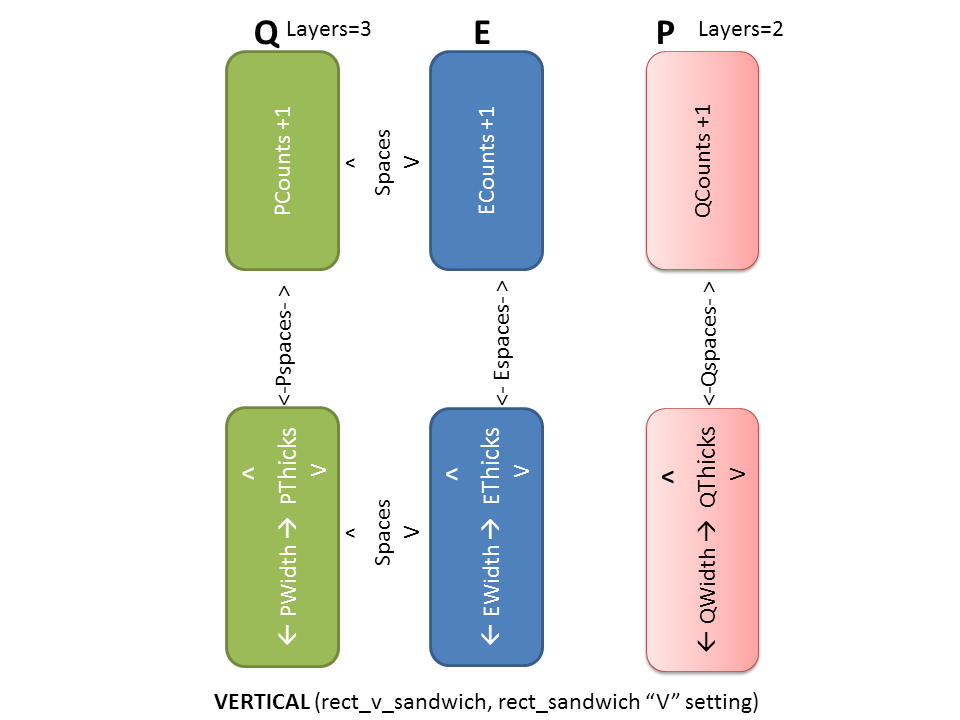 Q Layers=3 E P Layers=2
PCounts +1
< Spaces >
ECounts +1
QCounts +1
<-Pspaces- >
<- Espaces- >
<-Qspaces- >
< PThicks >
← PWidth →
< Spaces >
< EThicks >
← EWidth →
< QThicks >
← QWidth →
VERTICAL (rect_v_sandwich, rect_sandwich “V” setting)